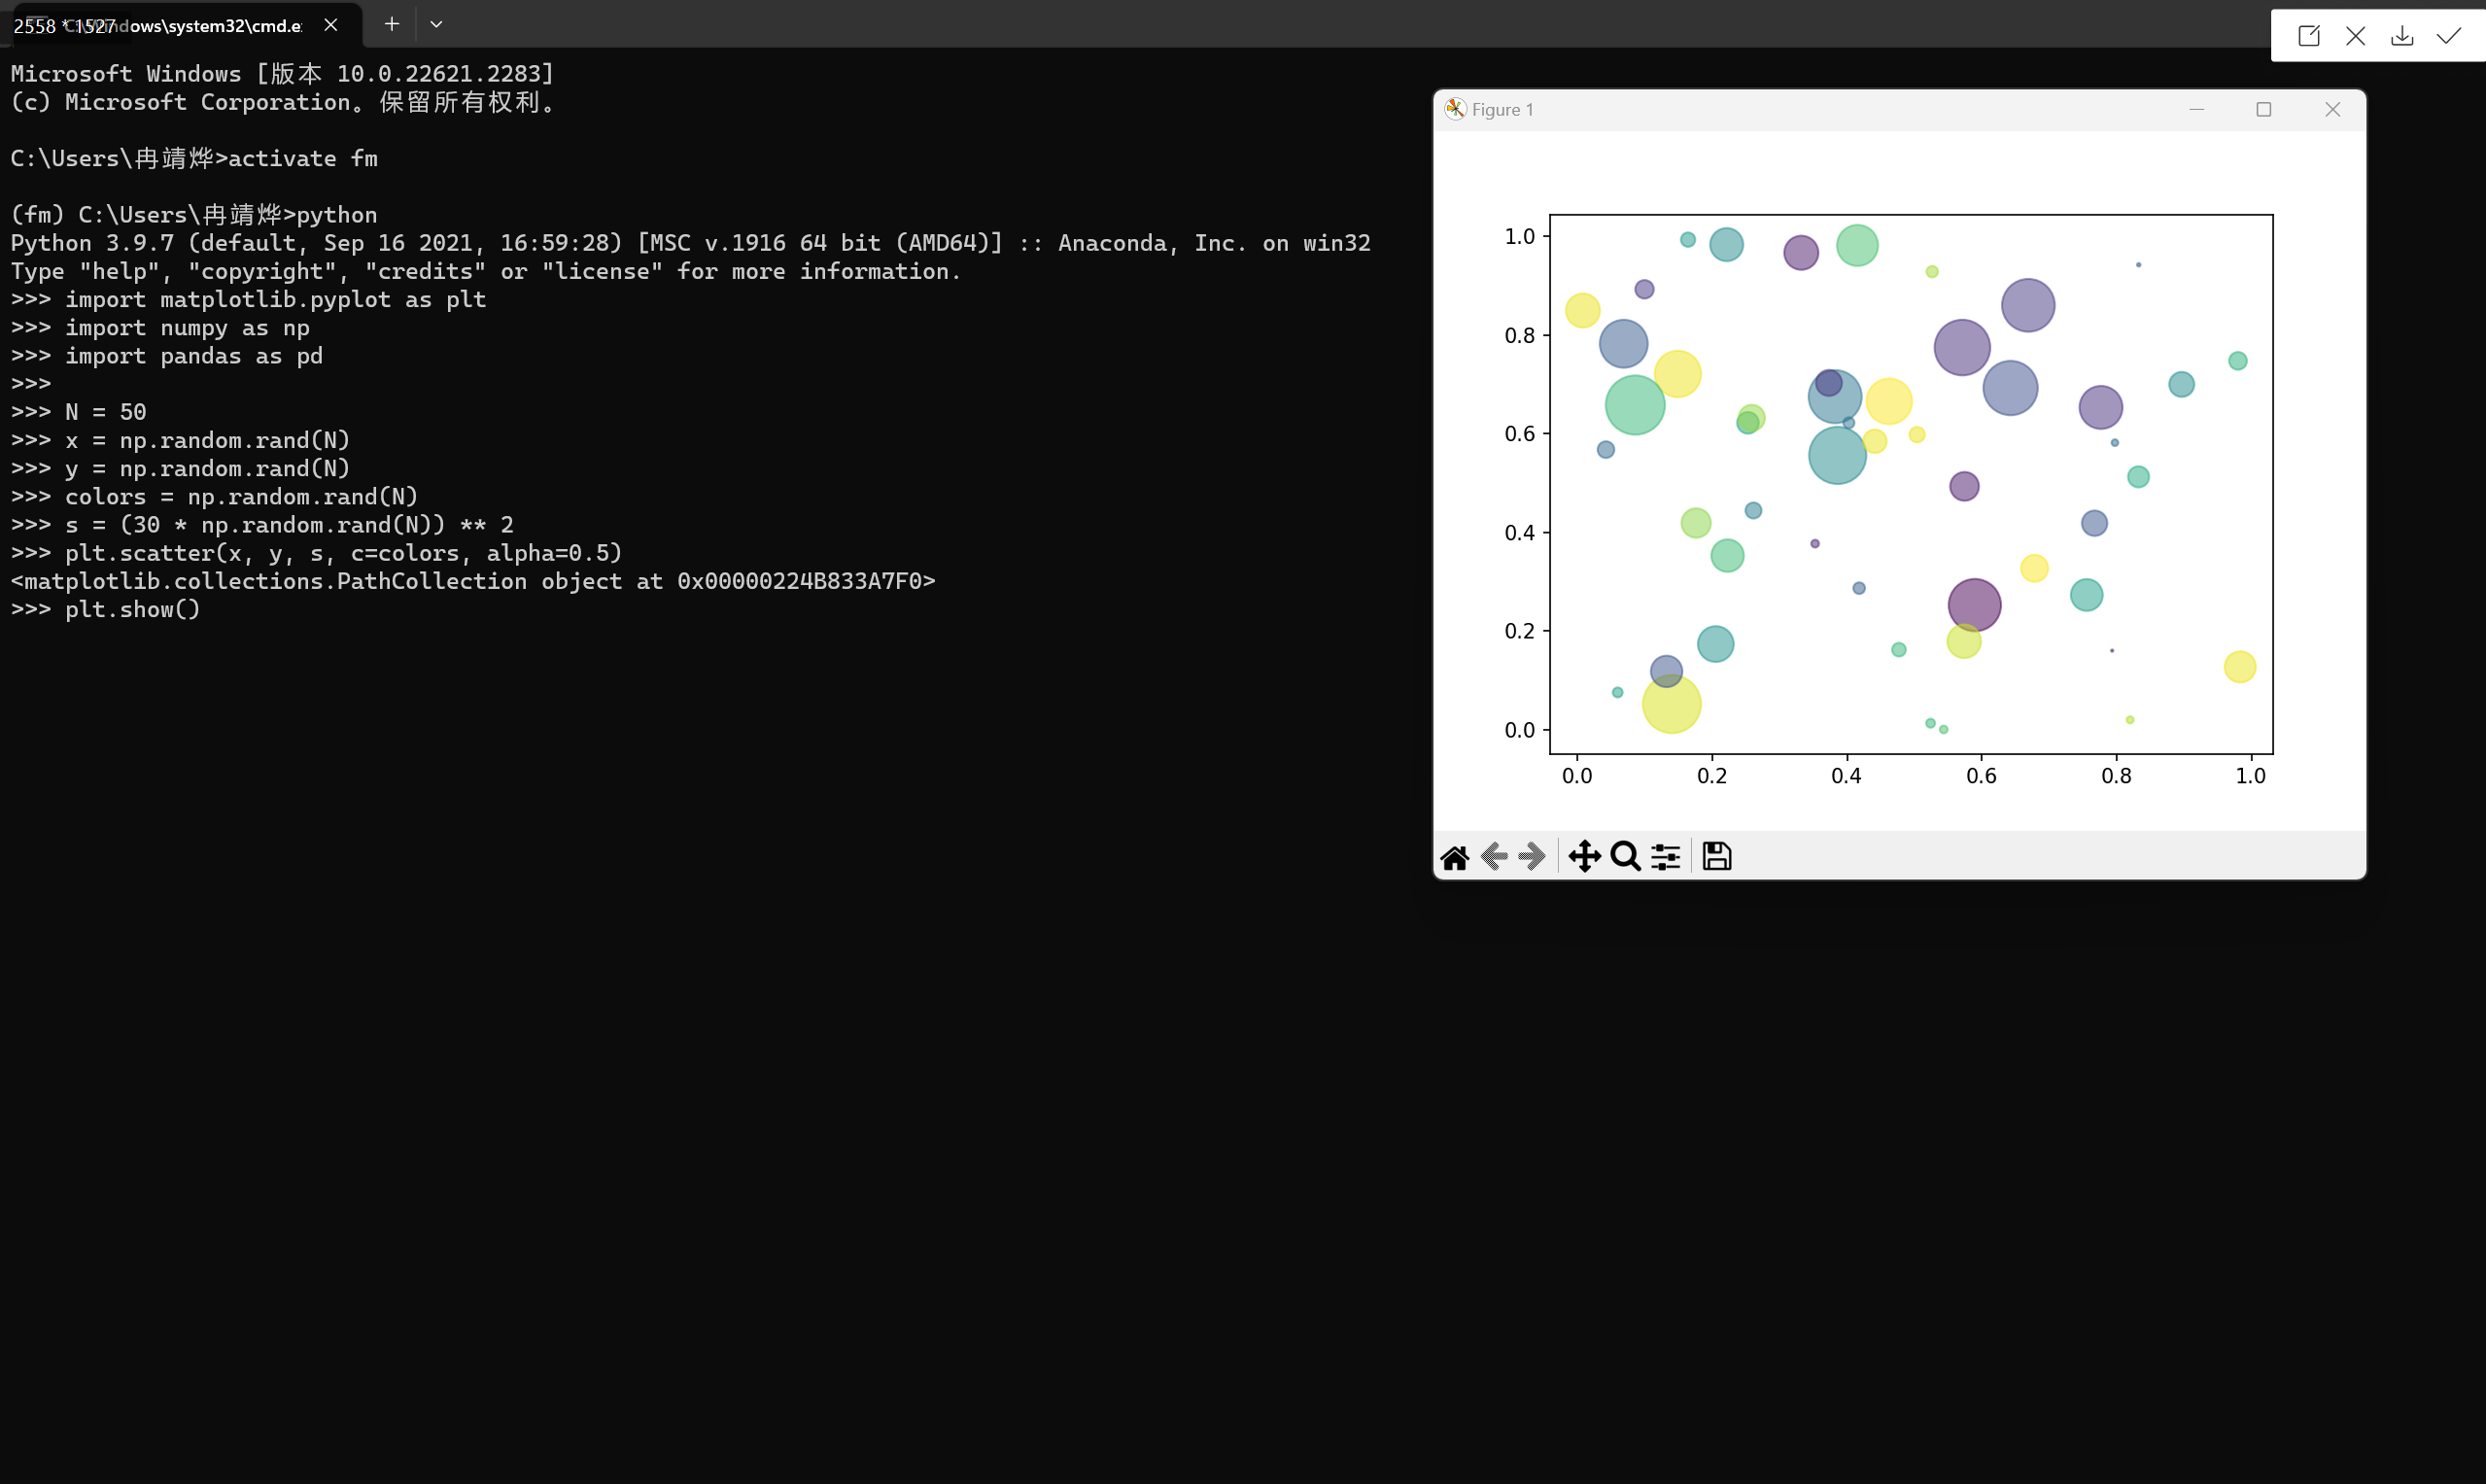 2558 * 1527
C:\Windows\system32\cmd.e
Microsoft Windows [版本 10.0.22621.2283]
(c) Microsoft Corporation。保留所有权利。
C:\Users\冉靖烨>activate fm
(fm) C:\Users\冉靖烨>python
Python 3.9.7 (default, Sep 16 2021, 16:59:28) [MSC v.1916 64 bit (AMD64)] :: Anaconda, Inc. on win32
Type "help", "copyright", "credits" or "license" for more information.
>>> import matplotlib.pyplot as plt
>>> import numpy as np
>>> import pandas as pd
>>>
>>> N = 50
>>> x = np.random.rand(N)
>>> y = np.random.rand(N)
>>> colors = np.random.rand(N)
>>> s = (30 * np.random.rand(N)) ** 2
>>> plt.scatter(x, y, s, c=colors, alpha=0.5)
<matplotlib.collections.PathCollection object at 0x00000224B833A7F0>
>>> plt.show()
Figure 1
1.0
0.8
0.6
0.4
0.2
0.0
0.0 0.2 0.4 0.6 0.8 1.0